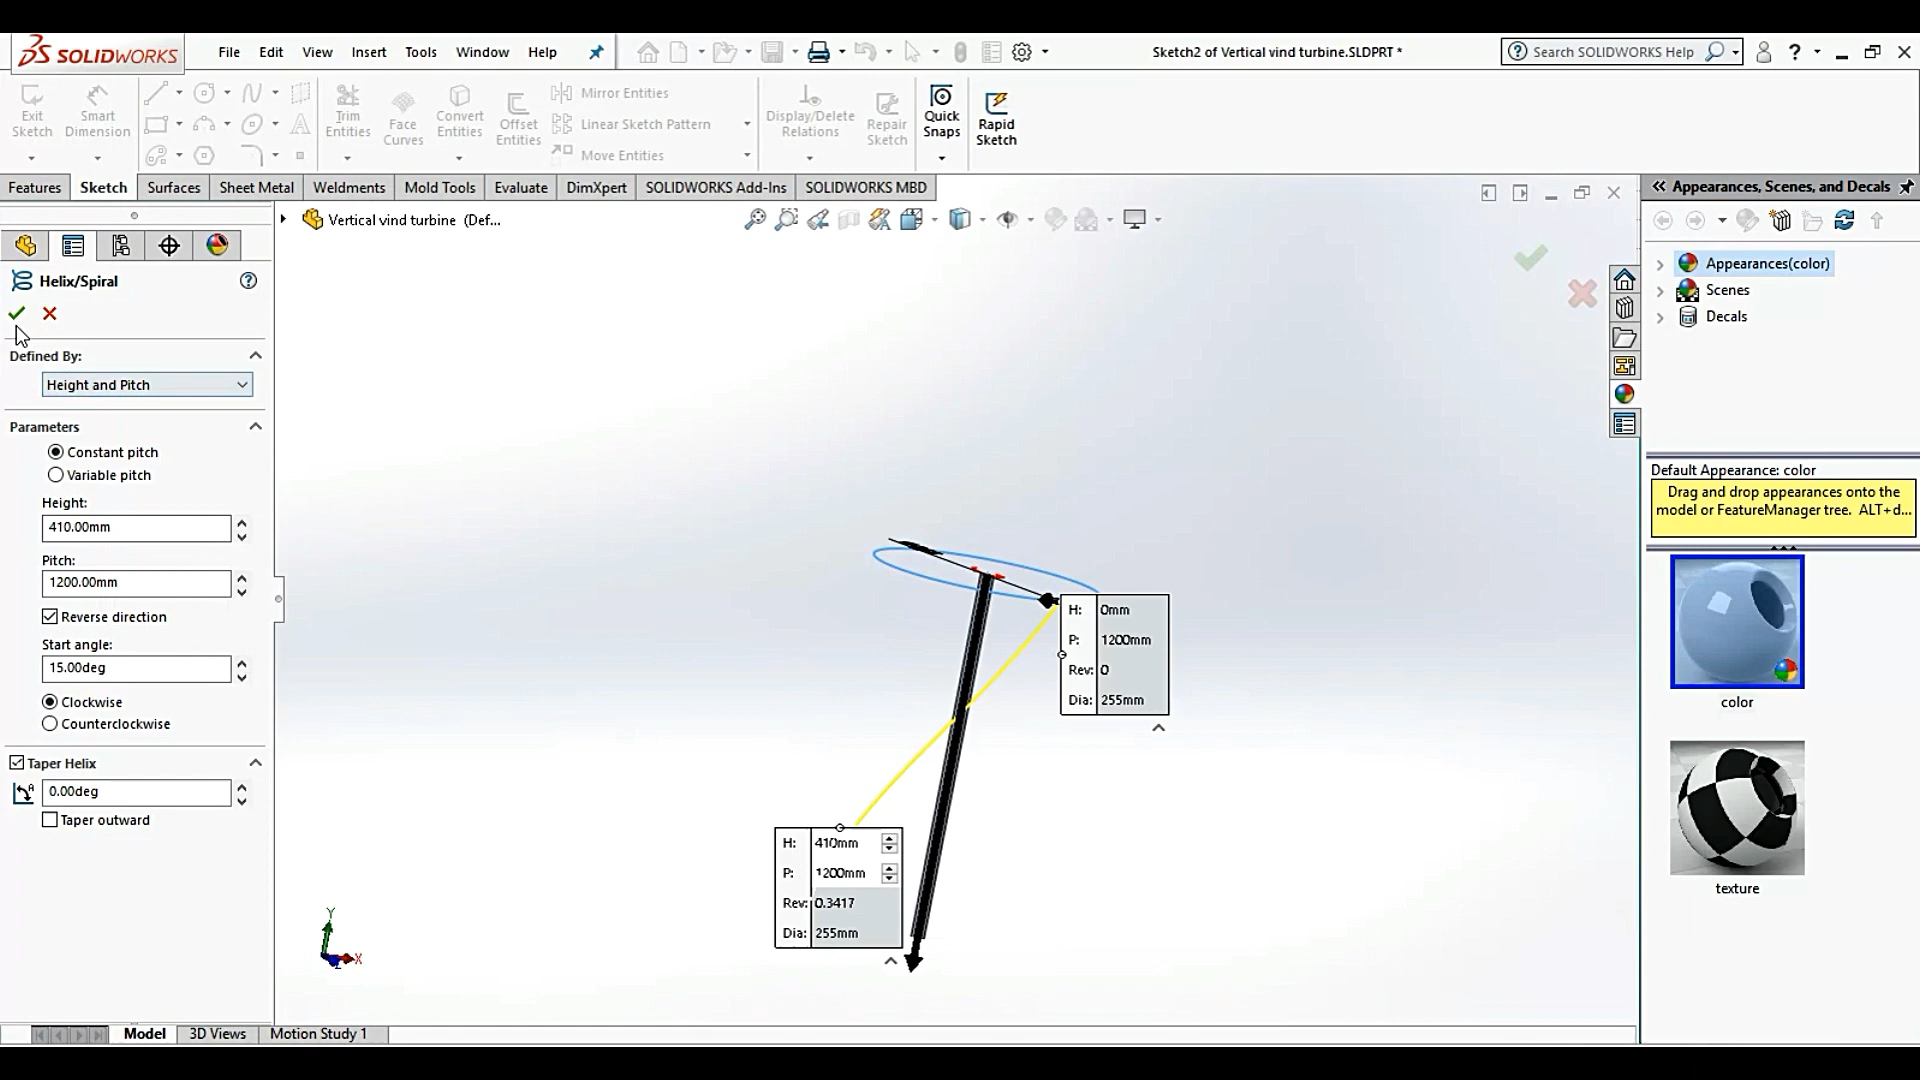 SOLIDWORKS File Edit View Insert Tools Window Help Sketch2 of Vertical vind turbine.SLDPRT * Search SOLIDWORKS Help
Exit Sketch
Smart Dimension
Trim Entities
Face Curves
Convert Entities
Offset Entities
Mirror Entities
Linear Sketch Pattern
Move Entities
Display/Delete Relations
Repair Sketch
Quick Snaps
Rapid Sketch
Features Sketch Surfaces Sheet Metal Weldments Mold Tools Evaluate DimXpert SOLIDWORKS Add-Ins SOLIDWORKS MBD
Vertical vind turbine (Def...
Helix/Spiral
Defined By:
Height and Pitch
Parameters
Constant pitch
Variable pitch
Height:
410.00mm
Pitch:
1200.00mm
Reverse direction
Start angle:
15.00deg
Clockwise
Counterclockwise
Taper Helix
0.00deg
Taper outward
H: 0mm
P: 1200mm
Rev: 0
Dia: 255mm
H: 410mm
P: 1200mm
Rev: 0.3417
Dia: 255mm
Y
X
Z
Model 3D Views Motion Study 1
Appearances, Scenes, and Decals
Appearances(color)
Scenes
Decals
Default Appearance: color
Drag and drop appearances onto the
model or FeatureManager tree. ALT+d...
color
texture